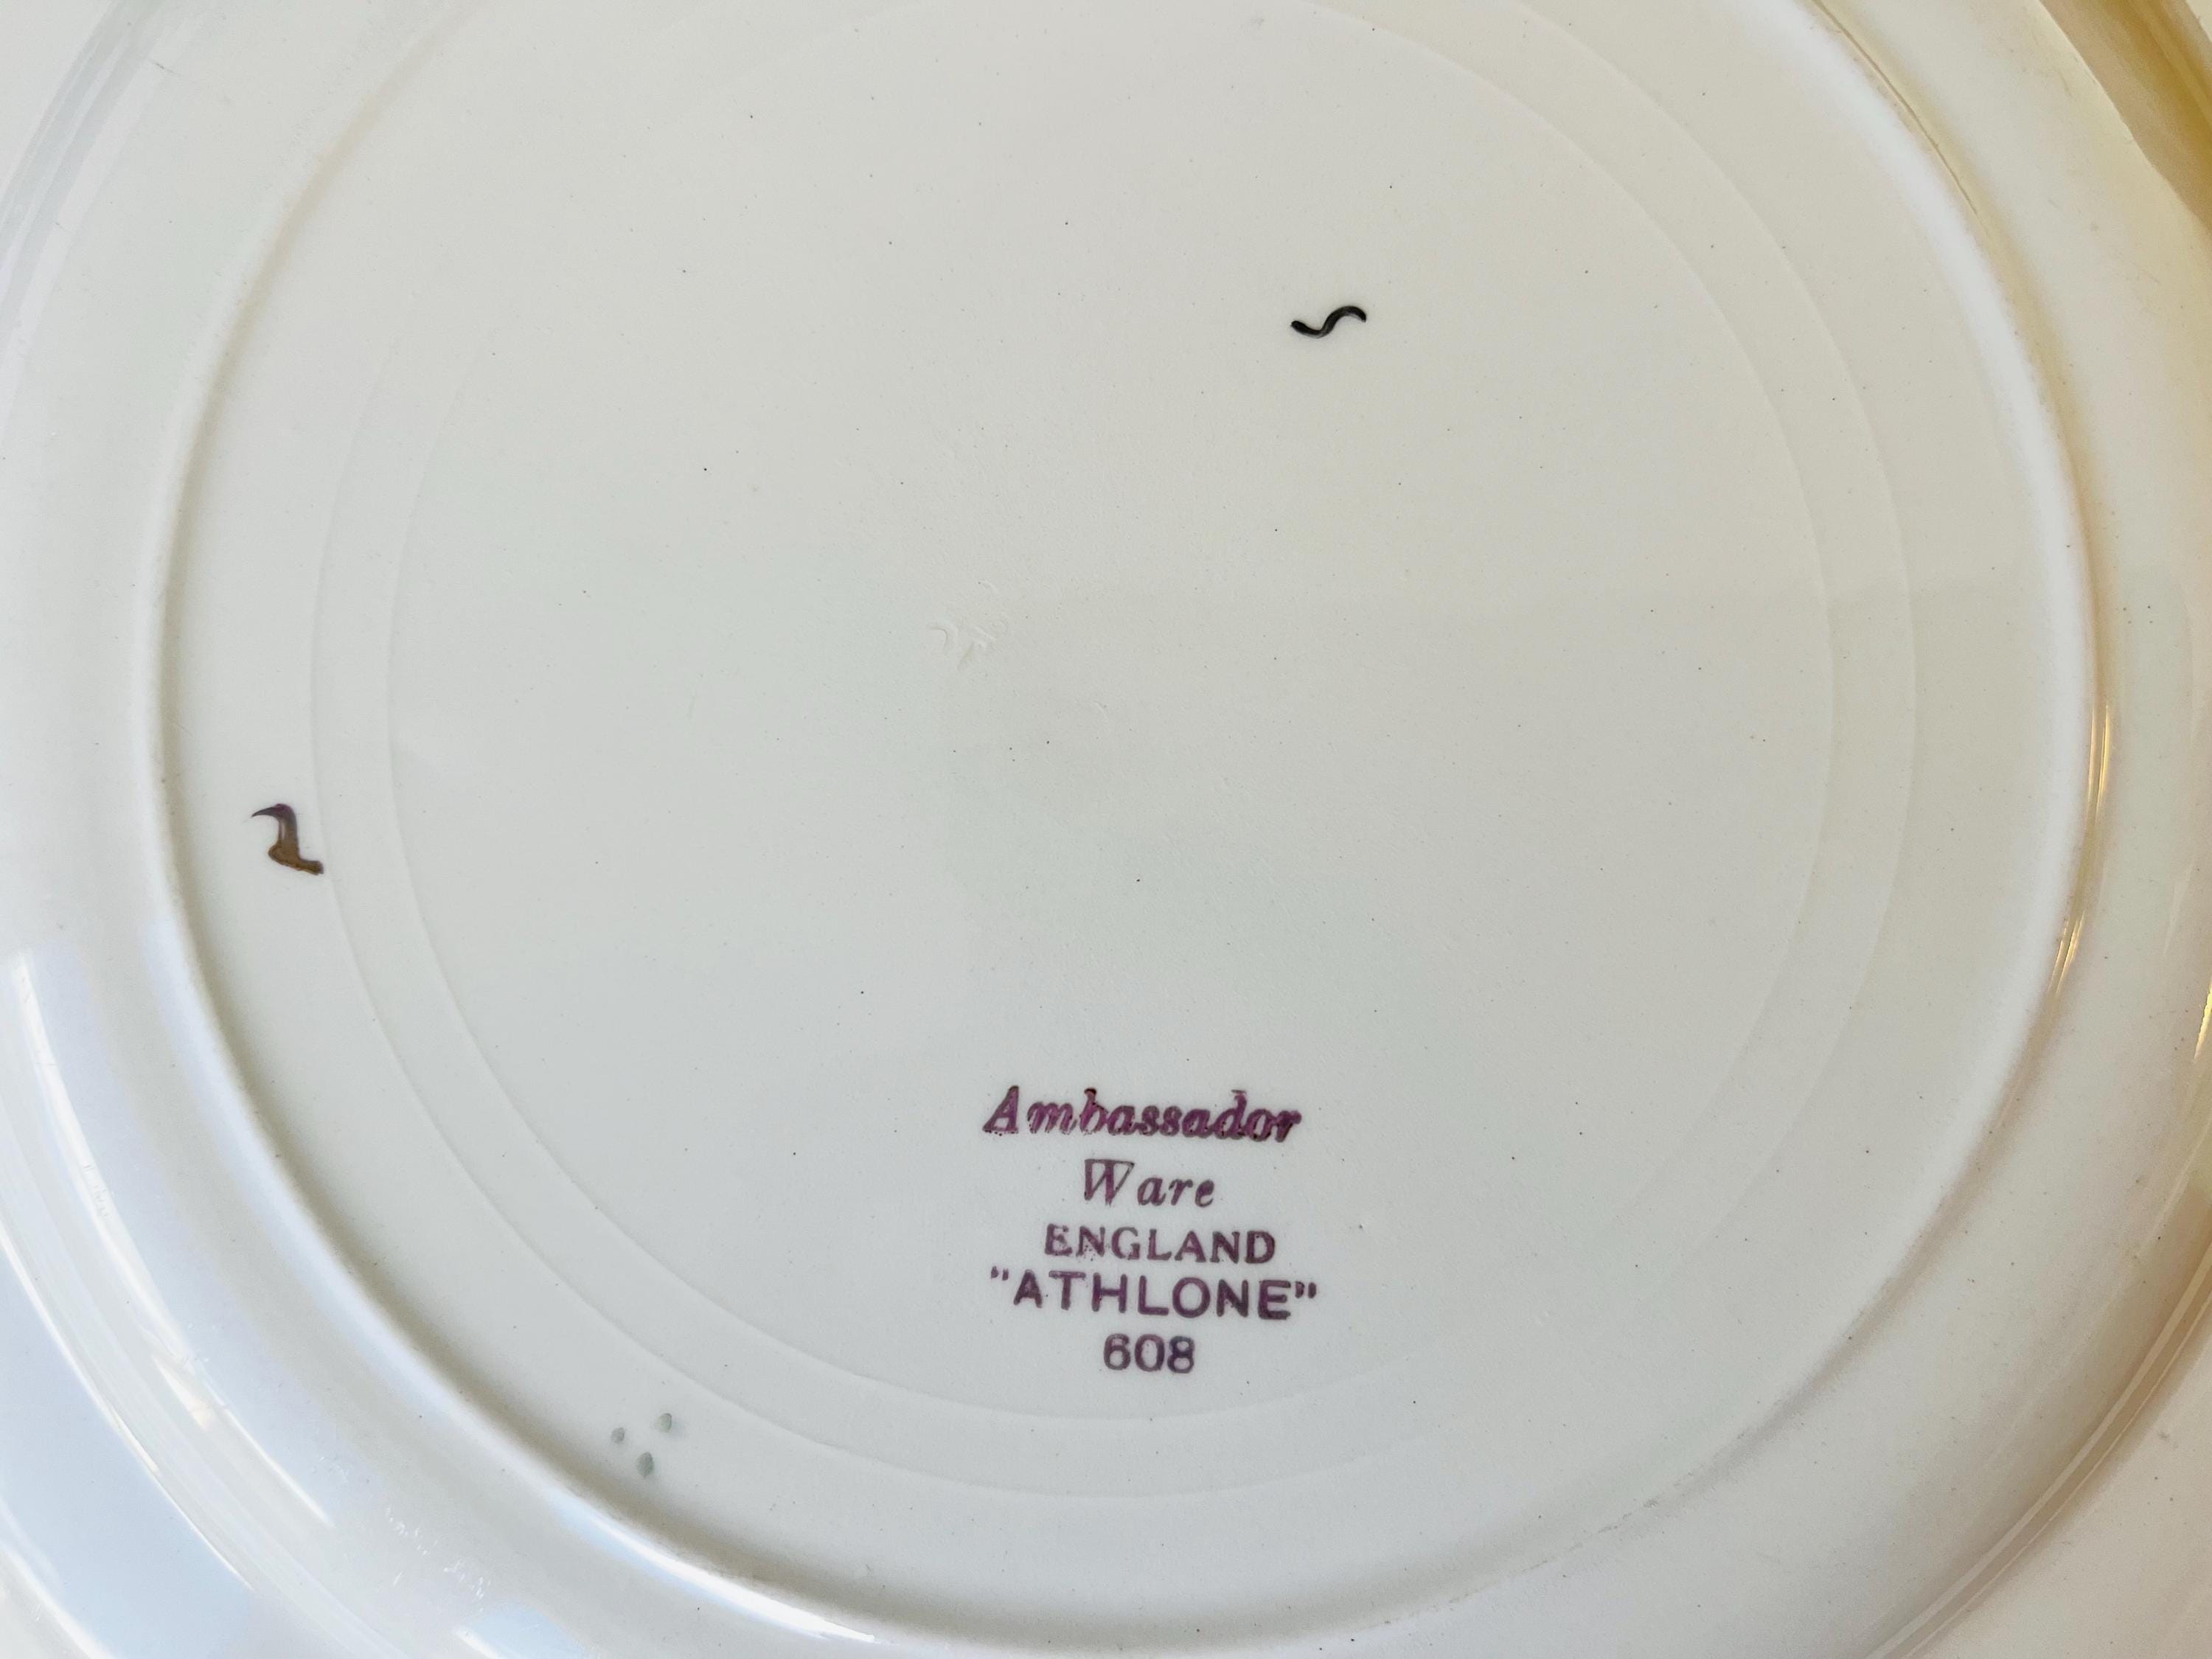 Ambassador
Ware
ENGLAND
"ATHLONE"
608